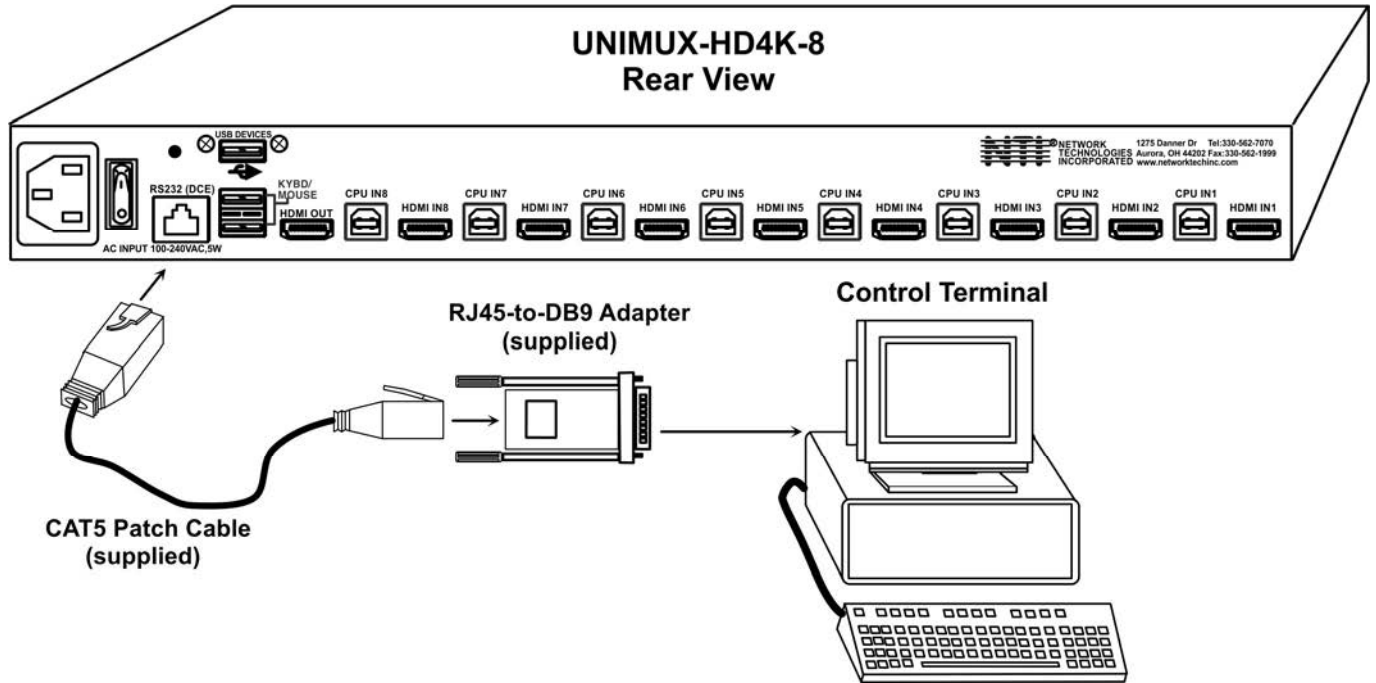 UNIMUX-HD4K-8
Rear View
USB DEVICES
RS232 (DCE)
KYBD/
MOUSE
HDMI OUT
CPU IN8
HDMI IN8
CPU IN7
HDMI IN7
CPU IN6
HDMI IN6
CPU IN5
HDMI IN5
CPU IN4
HDMI IN4
CPU IN3
HDMI IN3
CPU IN2
HDMI IN2
CPU IN1
HDMI IN1
AC INPUT 100-240VAC,5W
NTI®
NETWORK 1275 Danner Dr Tel:330-562-7070
TECHNOLOGIES Aurora, OH 44202 Fax:330-562-1999
INCORPORATED www.networktechinc.com
RJ45-to-DB9 Adapter
(supplied)
Control Terminal
CAT5 Patch Cable
(supplied)